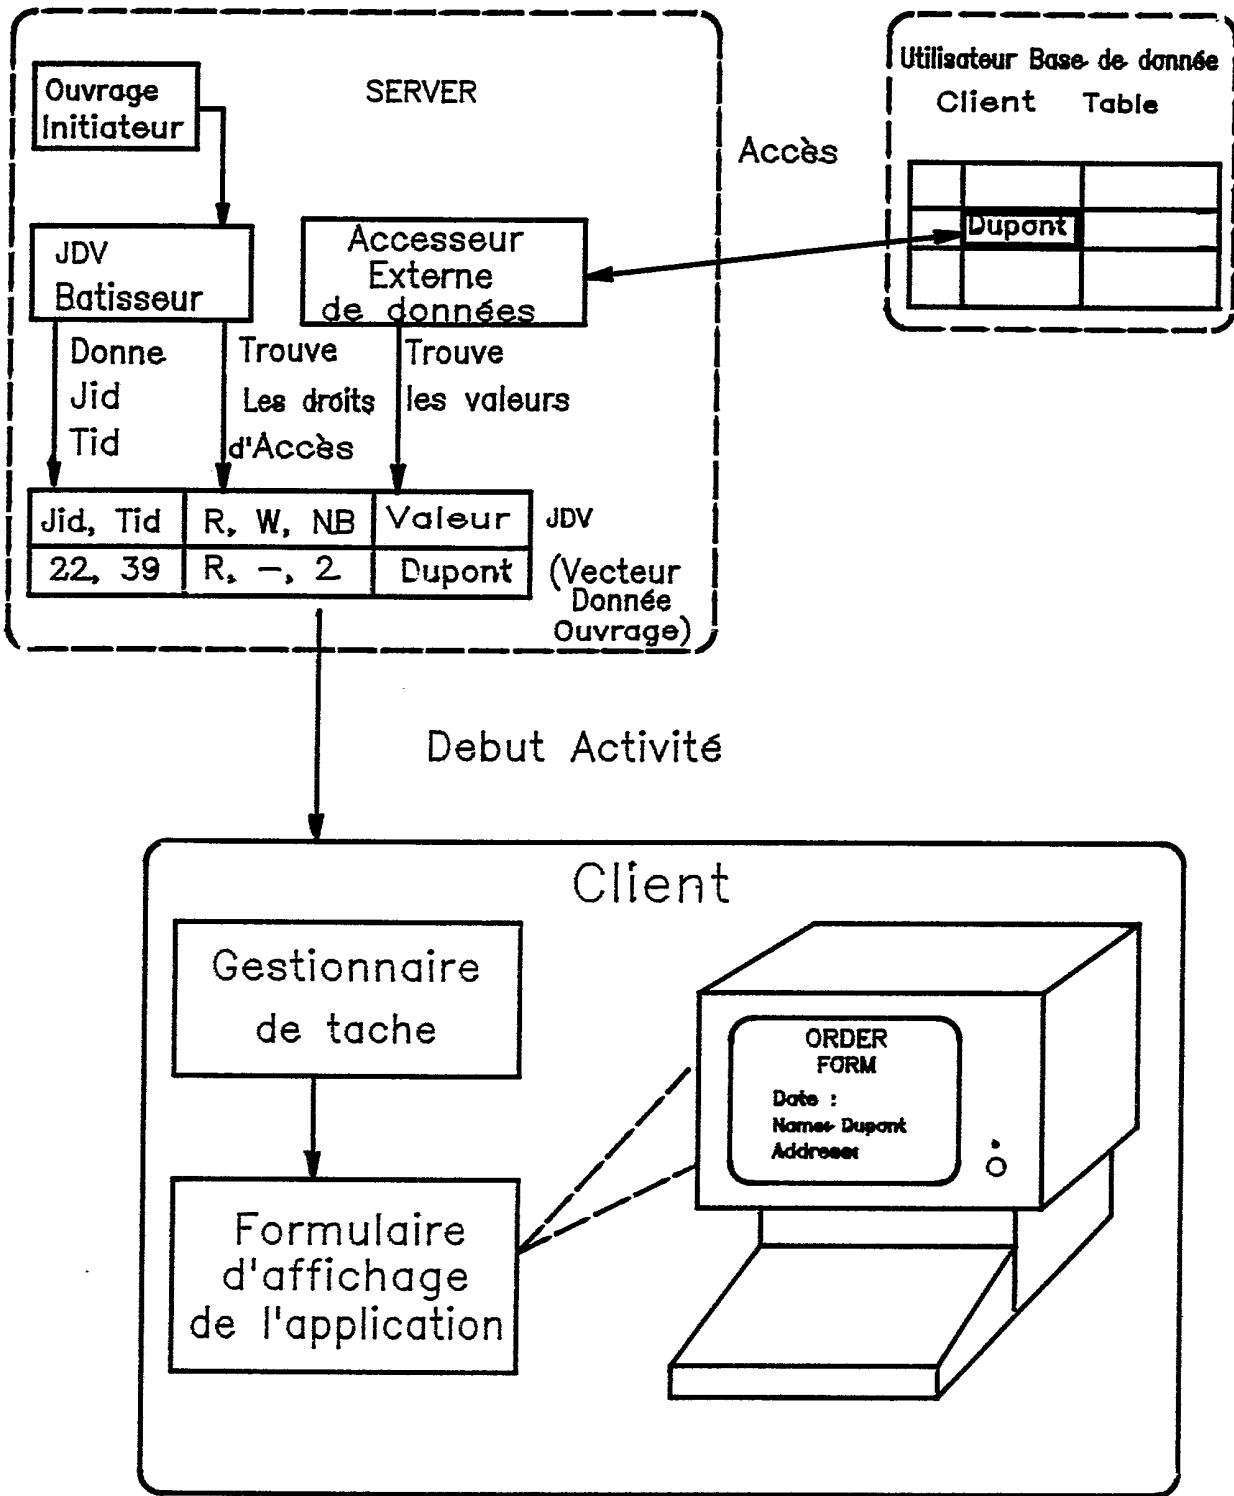 Ouvrage
Initiateur
SERVER
JDV
Batisseur
Accesseur
Externe
de données
Donne
Jid
Tid
Trouve
Les droits
d'Accès
Trouve
les valeurs
Jid, Tid R, W, NB Valeur
22, 39 R, –, 2 Dupont
JDV
(Vecteur
Donnée
Ouvrage)
Accès
Utilisateur Base de donnée
Client Table
Dupont
Debut Activité
Client
Gestionnaire
de tache
Formulaire
d'affichage
de l'application
ORDER
FORM
Date :
Name: Dupont
Address: